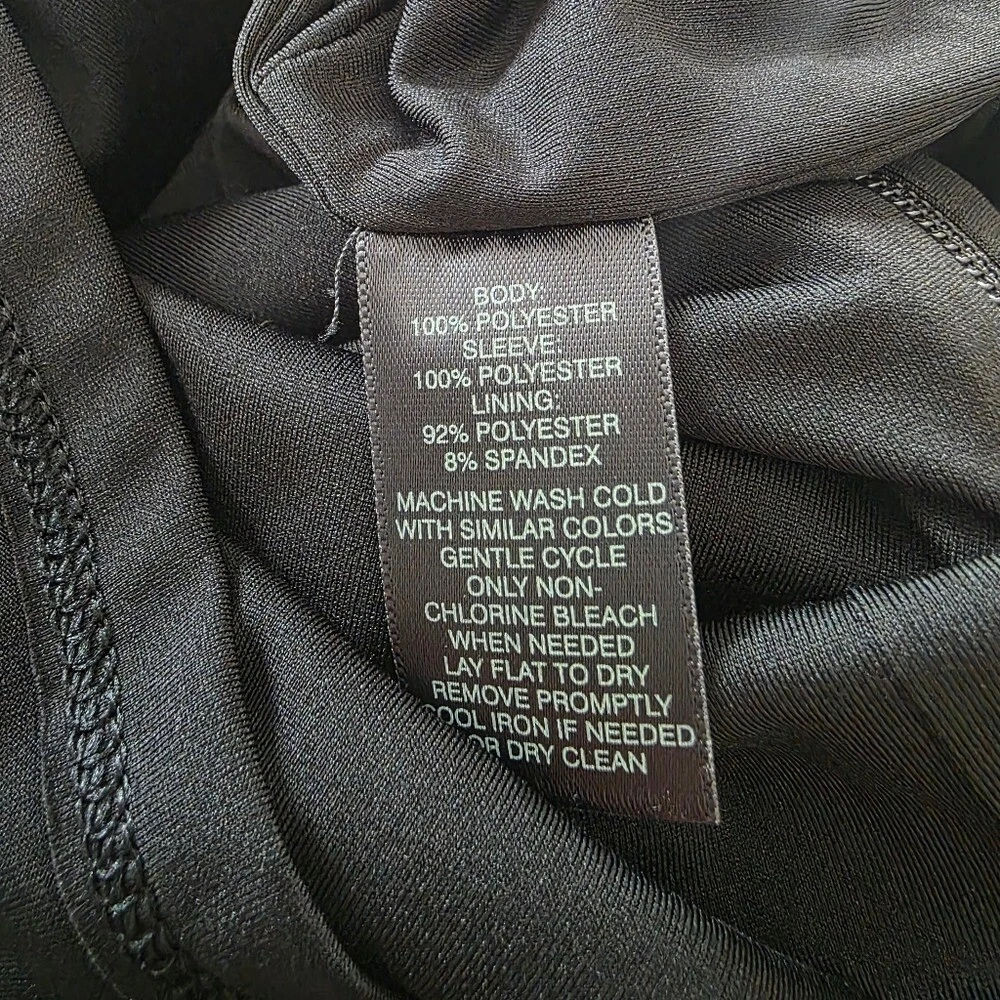 BODY:
100% POLYESTER
SLEEVE:
100% POLYESTER
LINING:
92% POLYESTER
8% SPANDEX
MACHINE WASH COLD
WITH SIMILAR COLORS
GENTLE CYCLE
ONLY NON-
CHLORINE BLEACH
WHEN NEEDED
LAY FLAT TO DRY
REMOVE PROMPTLY
OOL IRON IF NEEDED
OR DRY CLEAN